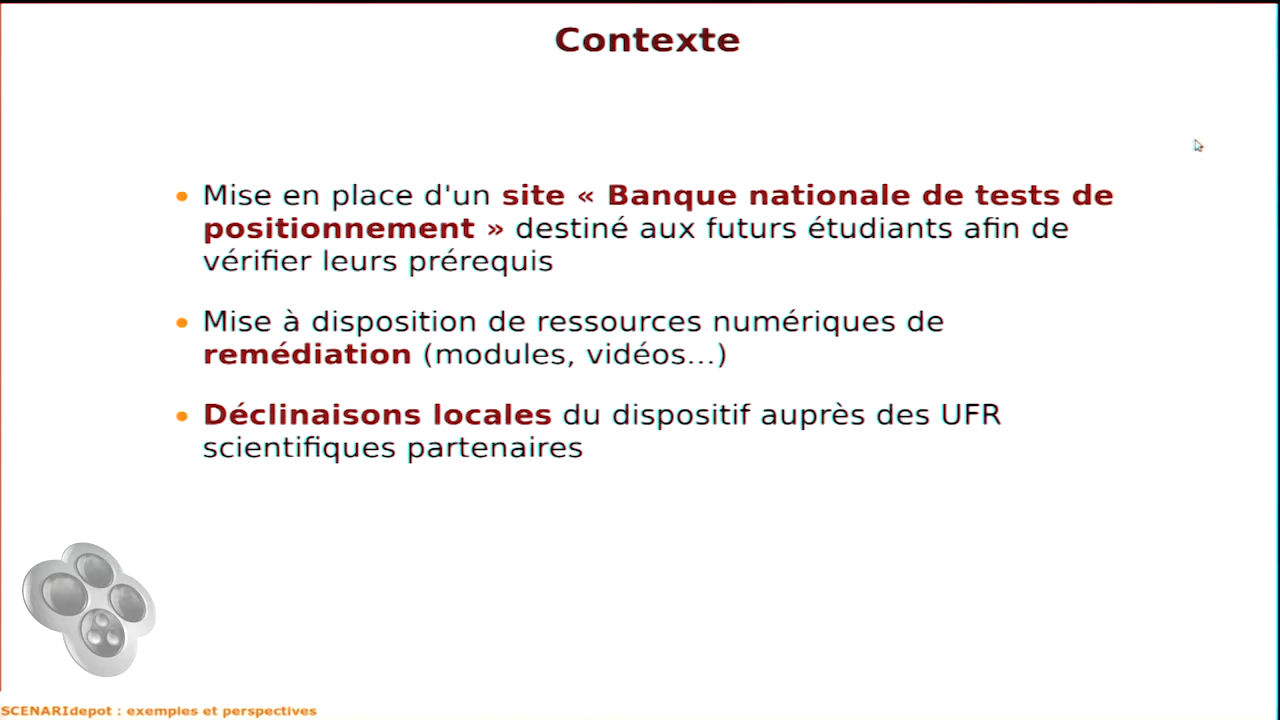 Contexte
Mise en place d'un site « Banque nationale de tests de
positionnement » destiné aux futurs étudiants afin de
vérifier leurs prérequis
Mise à disposition de ressources numériques de
remédiation (modules, vidéos...)
Déclinaisons locales du dispositif auprès des UFR
scientifiques partenaires
SCENARIdepot : exemples et perspectives